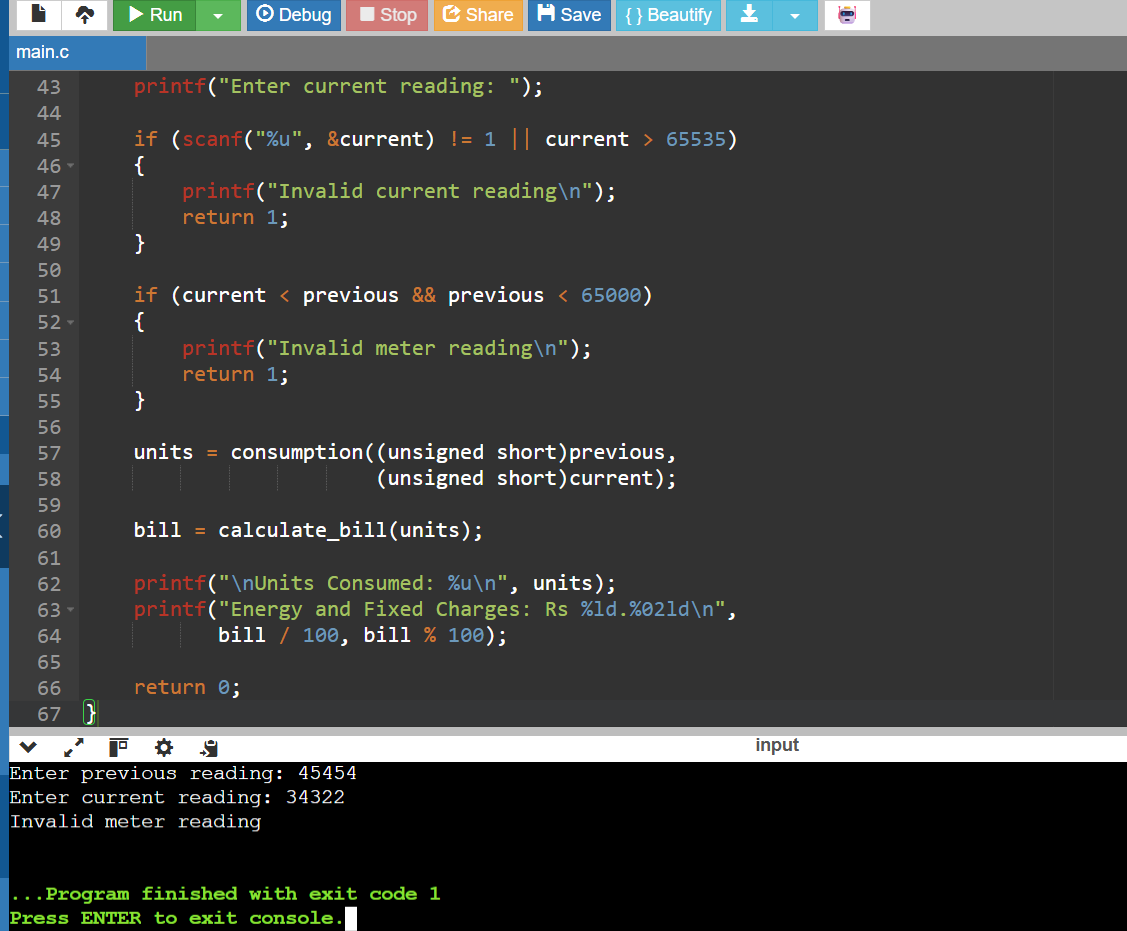 Run Debug Stop Share Save { } Beautify
main.c
43 printf("Enter current reading: ");
44
45 if (scanf("%u", &current) != 1 || current > 65535)
46 {
47 printf("Invalid current reading\n");
48 return 1;
49 }
50
51 if (current < previous && previous < 65000)
52 {
53 printf("Invalid meter reading\n");
54 return 1;
55 }
56
57 units = consumption((unsigned short)previous,
58 (unsigned short)current);
59
60 bill = calculate_bill(units);
61
62 printf("\nUnits Consumed: %u\n", units);
63 printf("Energy and Fixed Charges: Rs %ld.%02ld\n",
64 bill / 100, bill % 100);
65
66 return 0;
67 }
input
Enter previous reading: 45454
Enter current reading: 34322
Invalid meter reading
...Program finished with exit code 1
Press ENTER to exit console.